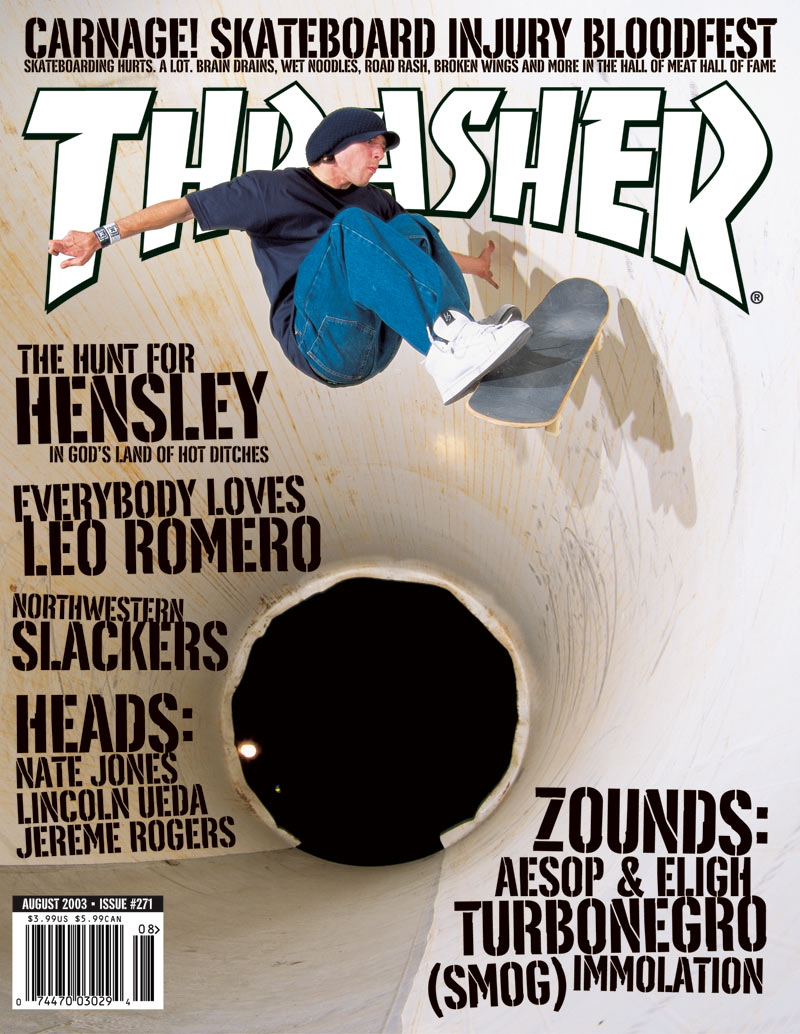 CARNAGE! SKATEBOARD INJURY BLOODFEST
SKATEBOARDING HURTS. A LOT. BRAIN DRAINS, WET NOODLES, ROAD RASH, BROKEN WINGS AND MORE IN THE HALL OF MEAT HALL OF FAME
THRASHER®
THE HUNT FOR
HENSLEY
IN GOD'S LAND OF HOT DITCHES
EVERYBODY LOVES
LEO ROMERO
NORTHWESTERN
SLACKERS
HEADS:
NATE JONES
LINCOLN UEDA
JEREME ROGERS
ZOUNDS:
AESOP & ELIGH
TURBONEGRO
(SMOG) IMMOLATION
AUGUST 2003 • ISSUE #271
$3.99US $5.99CAN
08>
0 74470 03029 4